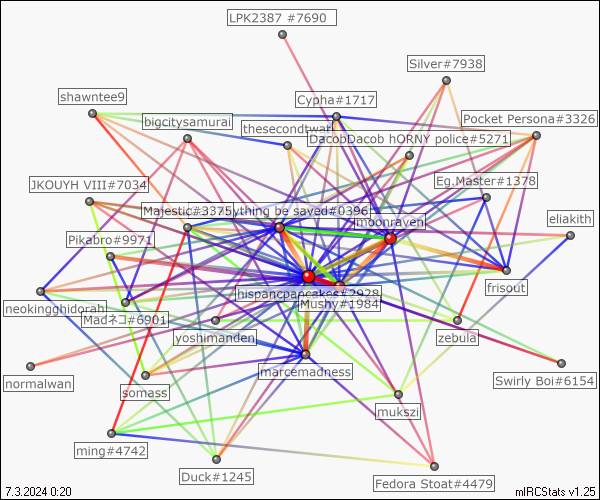 LPK2387 #7690
Silver#7938
shawntee9
Cypha#1717
bigcitysamurai
Pocket Persona#3326
thesecondtwati
DacobDacob hORNY police#5271
JKOUYH VIII#7034
Eg.Master#1378
Majestic#3375
ything be saved#0396
moonraven
eliakith
Pikabro#9971
frisout
hispancpancakes#2928
Mushy#1984
neokingghidorah
Madネコ#6901
yoshimanden
zebula
marcemadness
normalwan
somass
Swirly Boi#6154
mukszi
ming#4742
Duck#1245
Fedora Stoat#4479
7.3.2024 0:20
mIRCStats v1.25